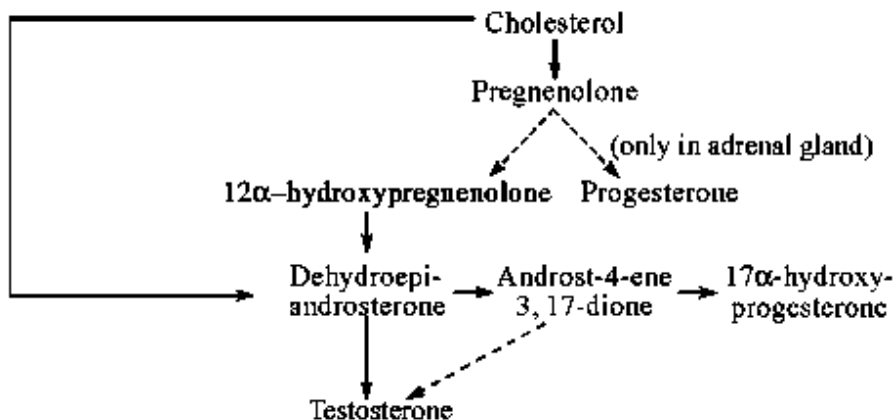 Cholesterol
Pregnenolone
(only in adrenal gland)
12α–hydroxypregnenolone
Progesterone
Dehydroepi-
androsterone
Androst-4-ene
3, 17-dione
17α-hydroxy-
progesterone
Testosterone